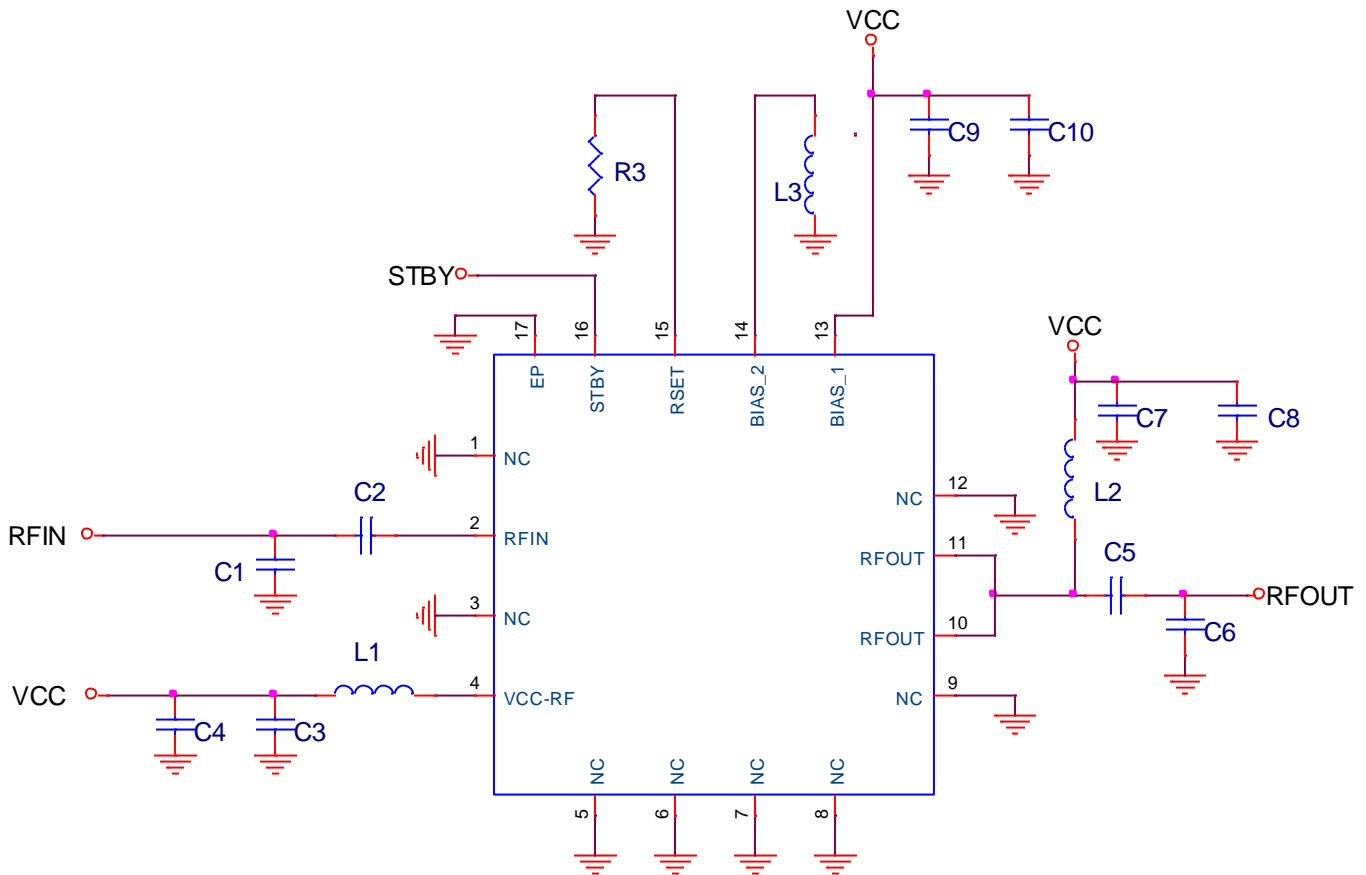 VCC
C9
C10
R3
L3
STBY
17
16
15
14
13
VCC
EP
STBY
RSET
BIAS_2
BIAS_1
C7
C8
1
NC
C2
12
NC
L2
RFIN
2
RFIN
11
RFOUT
C5
C1
RFOUT
3
NC
10
RFOUT
C6
L1
VCC
4
VCC-RF
9
NC
C4
C3
NC
NC
NC
NC
5
6
7
8